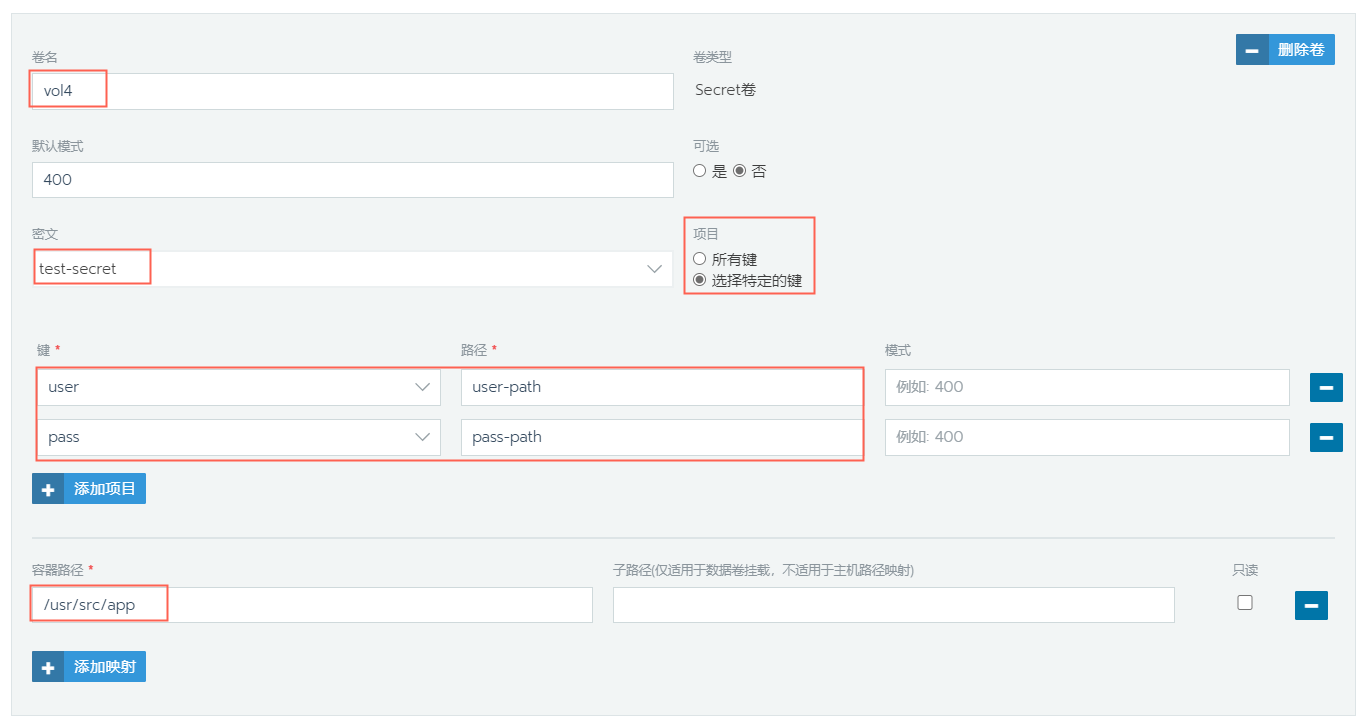 卷名
卷类型
删除卷
vol4
Secret卷
默认模式
可选
400
是 否
密文
项目
test-secret
所有键
选择特定的键
键 *
路径 *
模式
user
user-path
例如: 400
pass
pass-path
例如: 400
添加项目
容器路径 *
子路径(仅适用于数据卷挂载，不适用于主机路径映射)
只读
/usr/src/app
添加映射